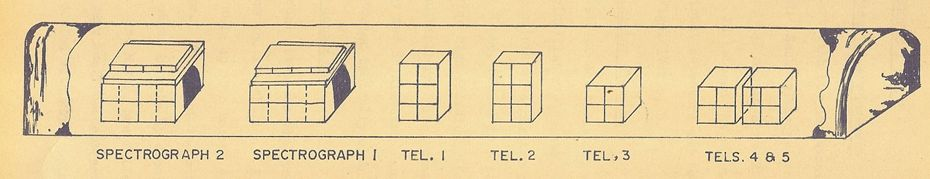 SPECTROGRAPH 2 SPECTROGRAPH I TEL. I TEL. 2 TEL, 3 TELS. 4 & 5